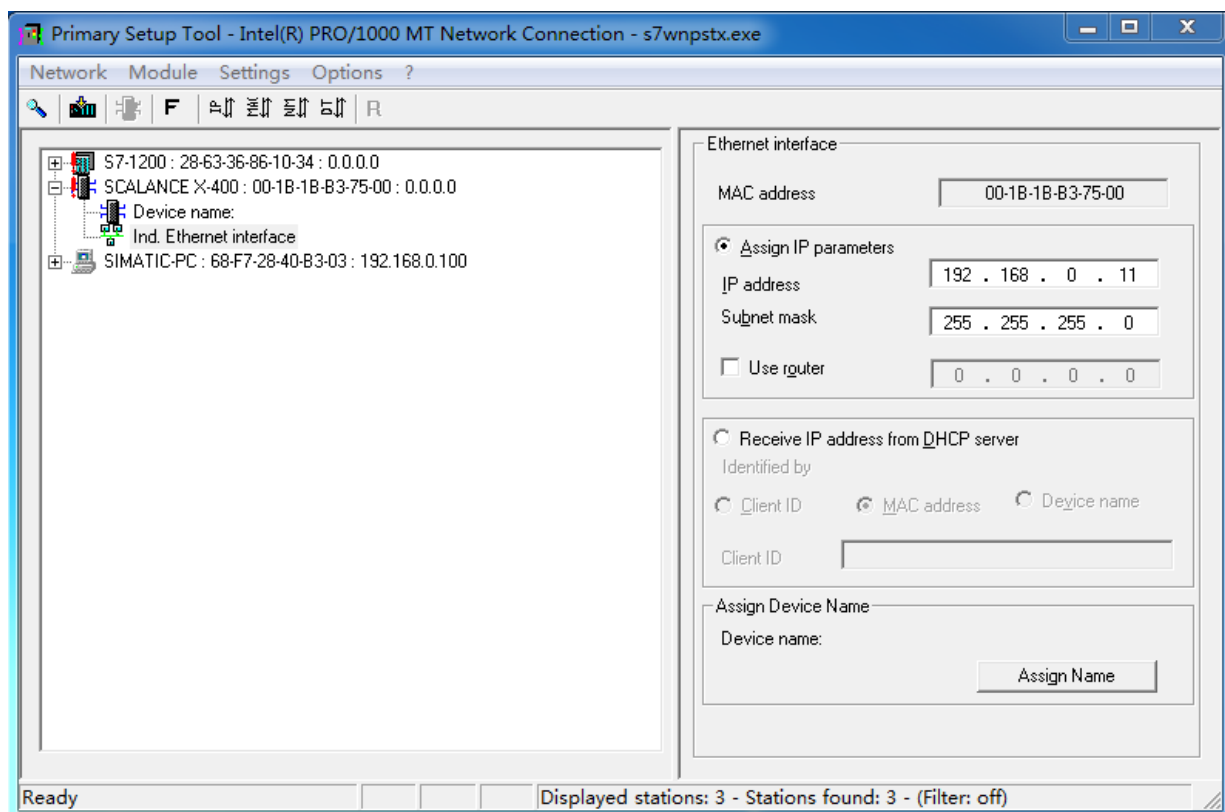 Primary Setup Tool - Intel(R) PRO/1000 MT Network Connection - s7wnpstx.exe
Network Module Settings Options ?
F R
S7-1200 : 28-63-36-86-10-34 : 0.0.0.0
SCALANCE X-400 : 00-1B-1B-B3-75-00 : 0.0.0.0
Device name:
Ind. Ethernet interface
SIMATIC-PC : 68-F7-28-40-B3-03 : 192.168.0.100
Ethernet interface
MAC address 00-1B-1B-B3-75-00
Assign IP parameters
IP address 192 . 168 . 0 . 11
Subnet mask 255 . 255 . 255 . 0
Use router 0 . 0 . 0 . 0
Receive IP address from DHCP server
Identified by
Client ID MAC address Device name
Client ID
Assign Device Name
Device name:
Assign Name
Ready Displayed stations: 3 - Stations found: 3 - (Filter: off)